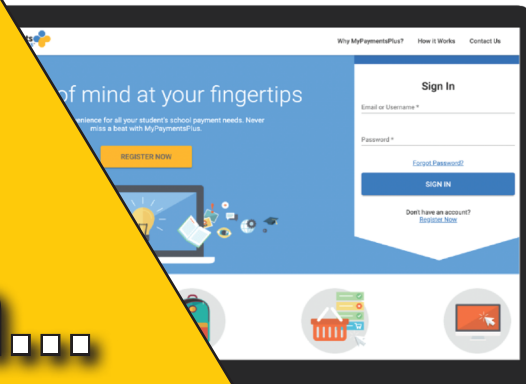 Why MyPaymentsPlus? How it Works Contact Us
of mind at your fingertips
for all your student's school payment needs. Never
miss a beat with MyPaymentsPlus.
REGISTER NOW
Sign In
Email or Username *
Password *
Forgot Password?
SIGN IN
Don't have an account?
Register Now
...